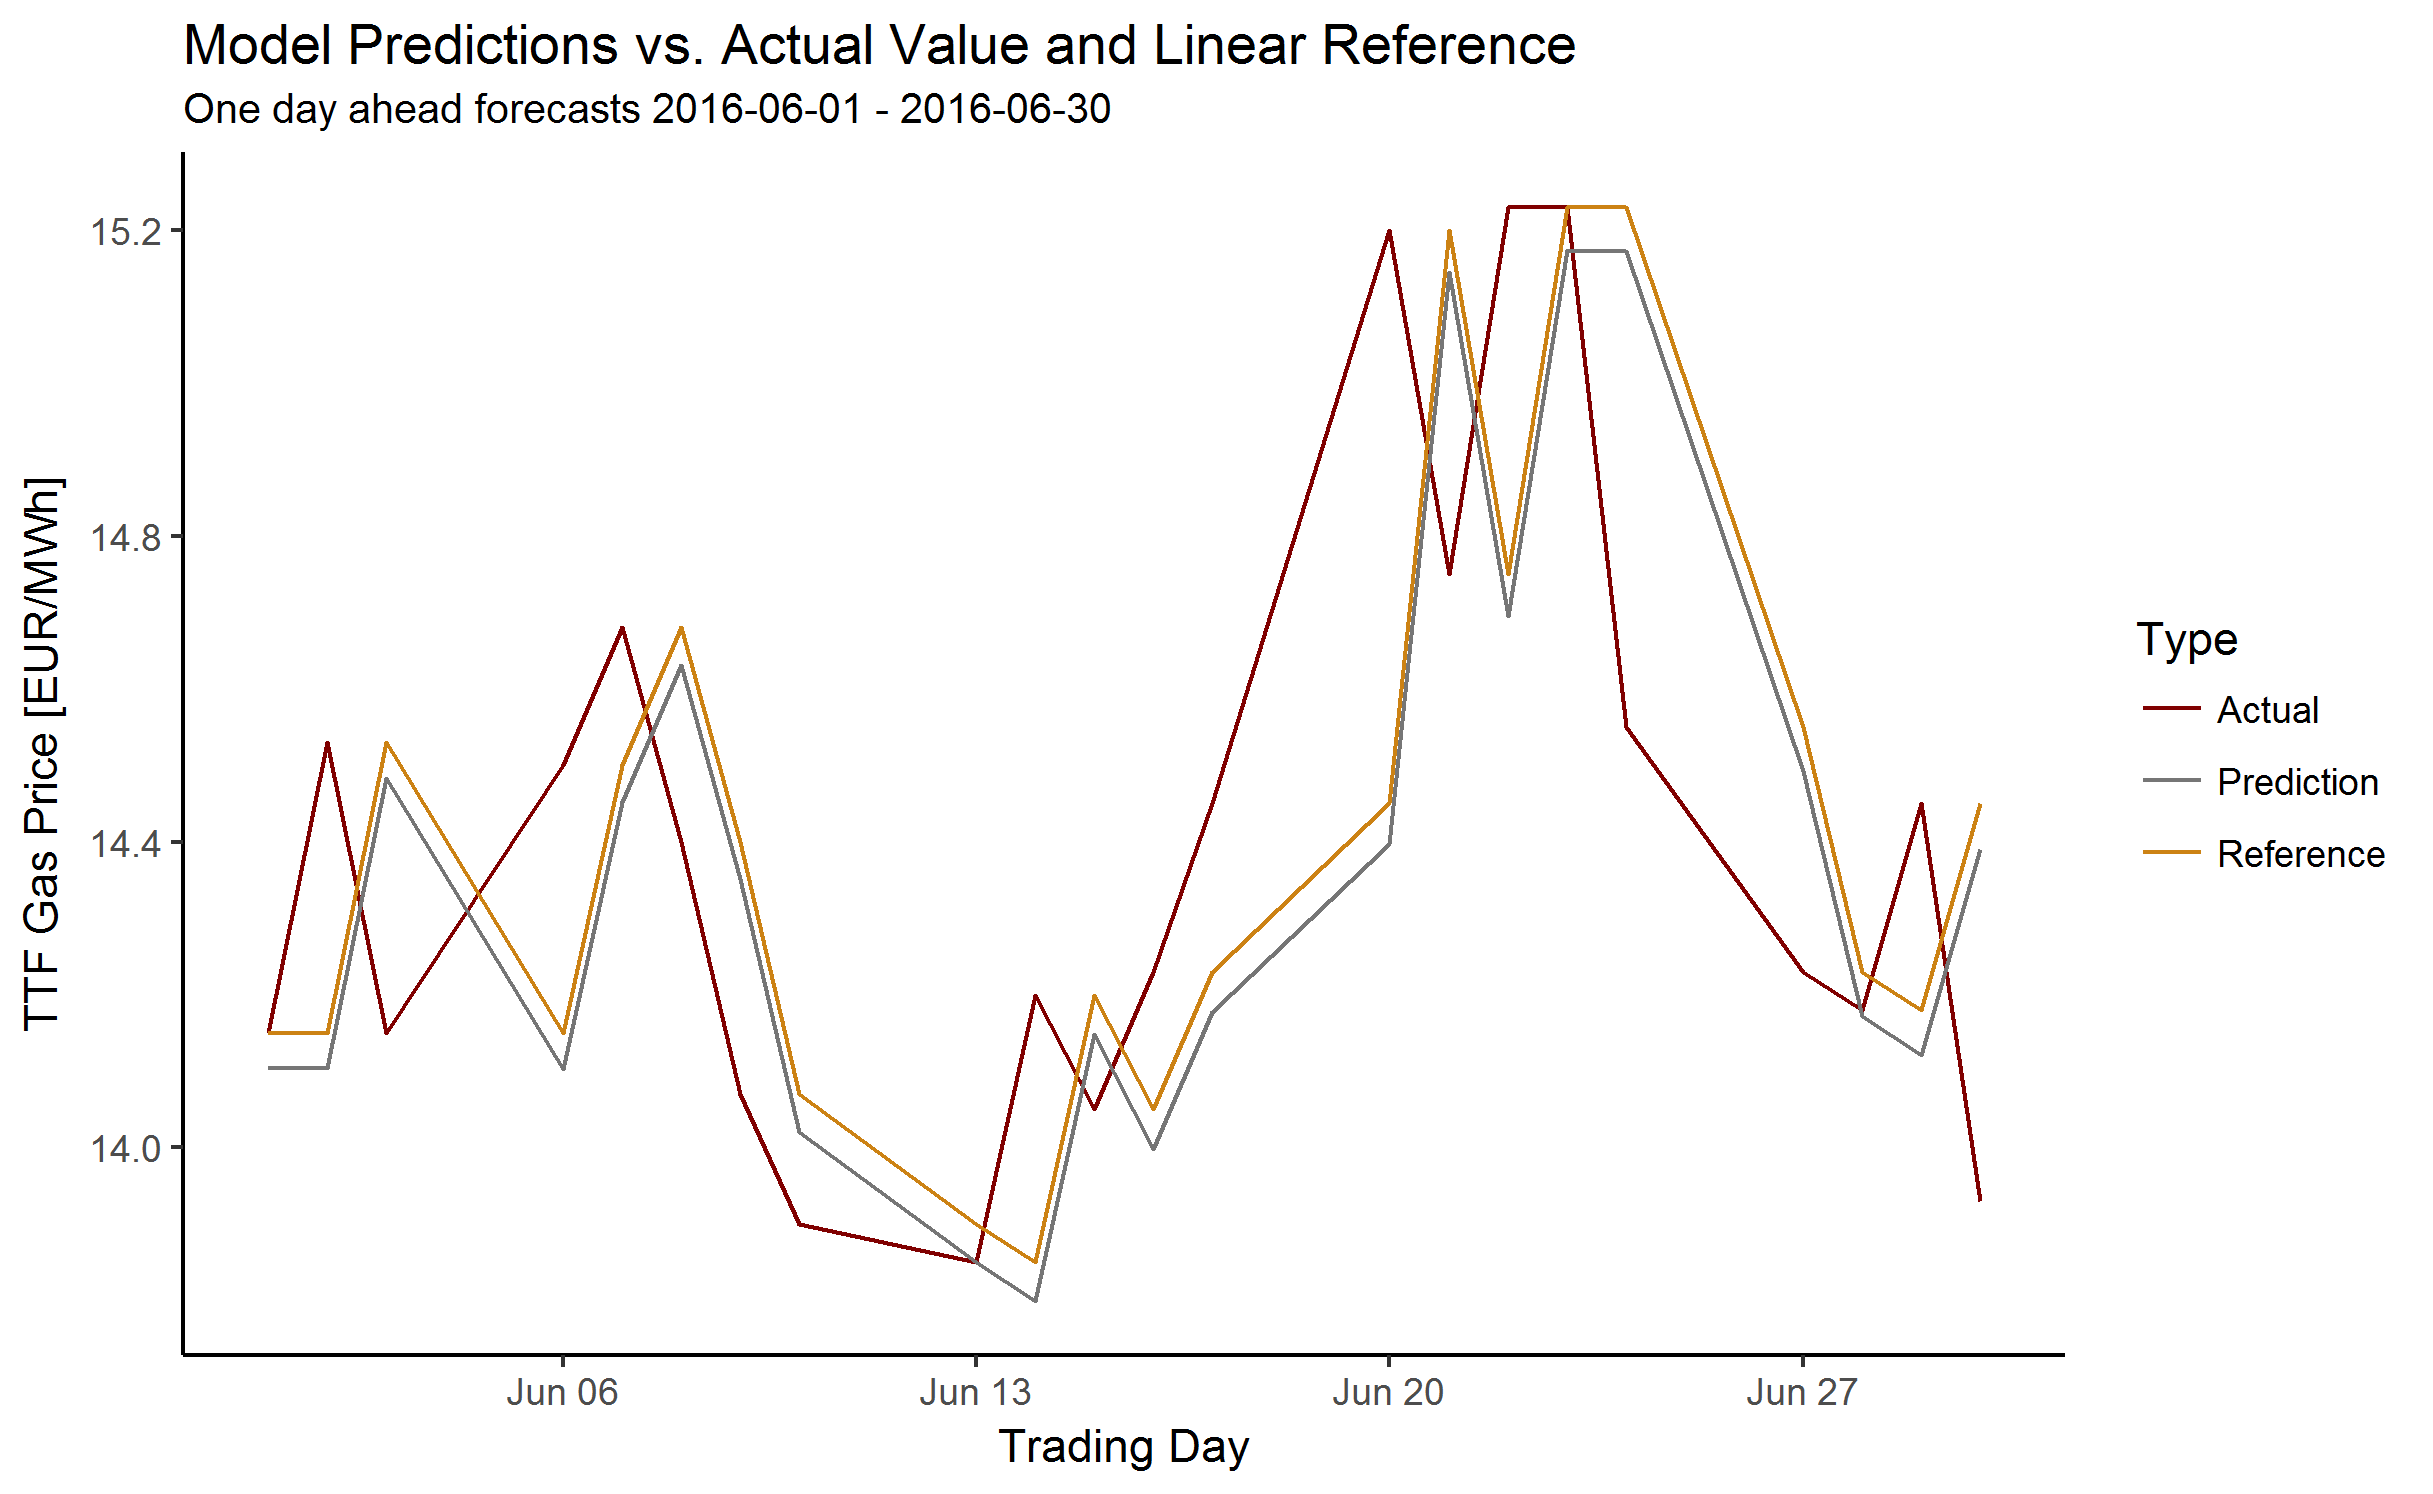 Model Predictions vs. Actual Value and Linear Reference
One day ahead forecasts 2016-06-01 - 2016-06-30
TTF Gas Price [EUR/MWh]
15.2
14.8
14.4
14.0
Jun 06
Jun 13
Jun 20
Jun 27
Trading Day
Type
Actual
Prediction
Reference